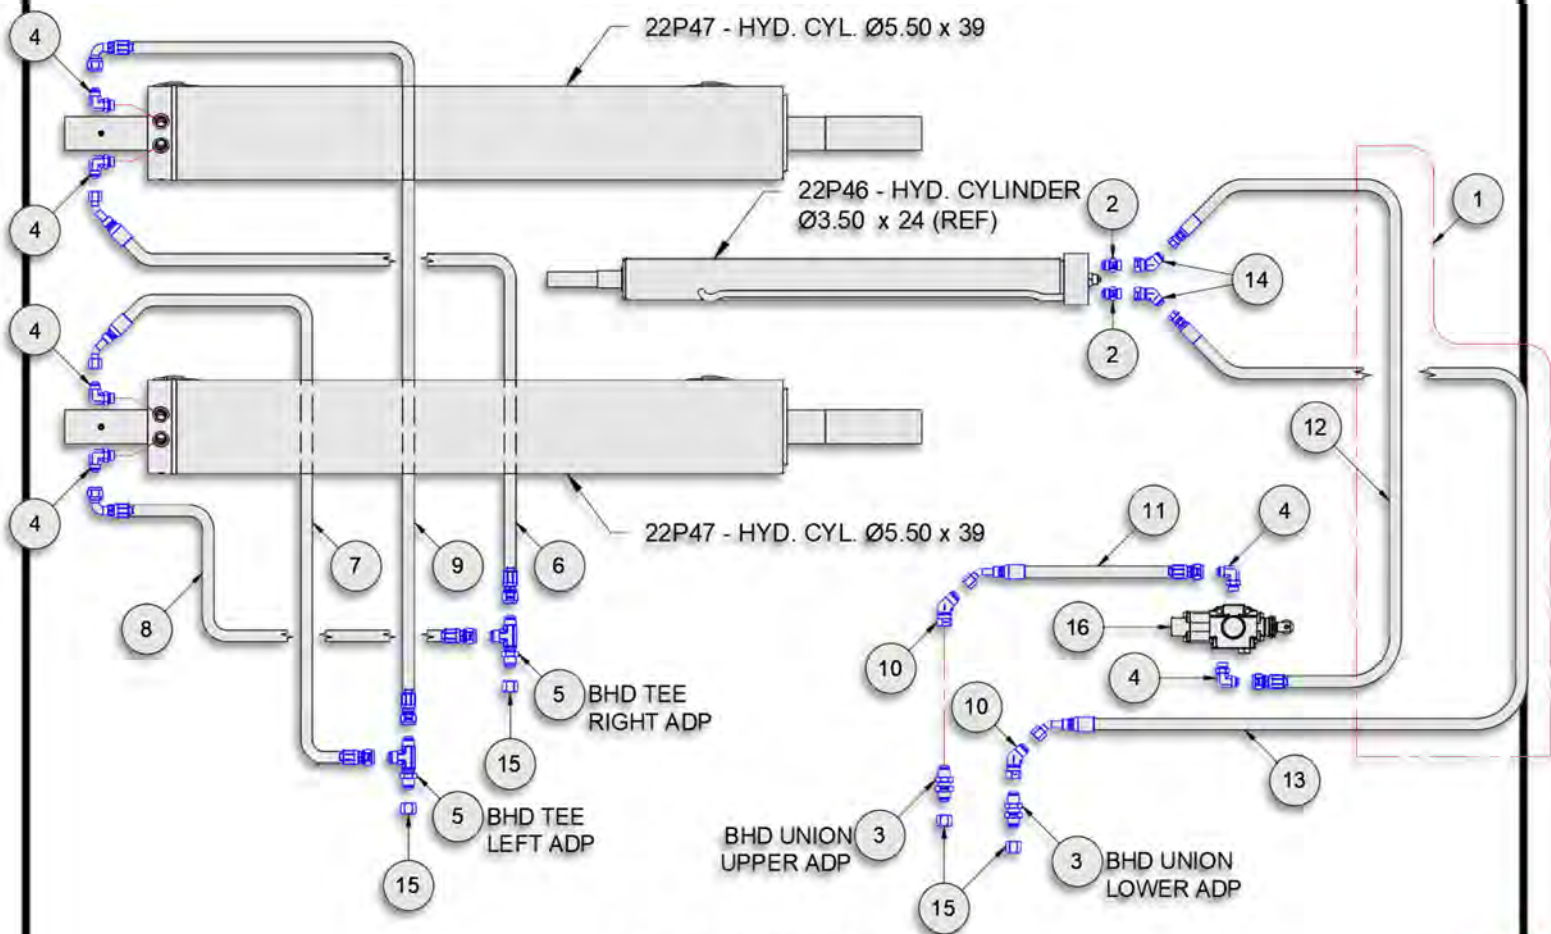 4
22P47 - HYD. CYL. Ø5.50 x 39
4
22P46 - HYD. CYLINDER
Ø3.50 x 24 (REF)
2
1
14
4
2
12
4
22P47 - HYD. CYL. Ø5.50 x 39
11
4
7
9
6
8
16
10
4
5
BHD TEE
RIGHT ADP
10
15
13
5
BHD TEE
LEFT ADP
BHD UNION
UPPER ADP
3
3
BHD UNION
LOWER ADP
15
15